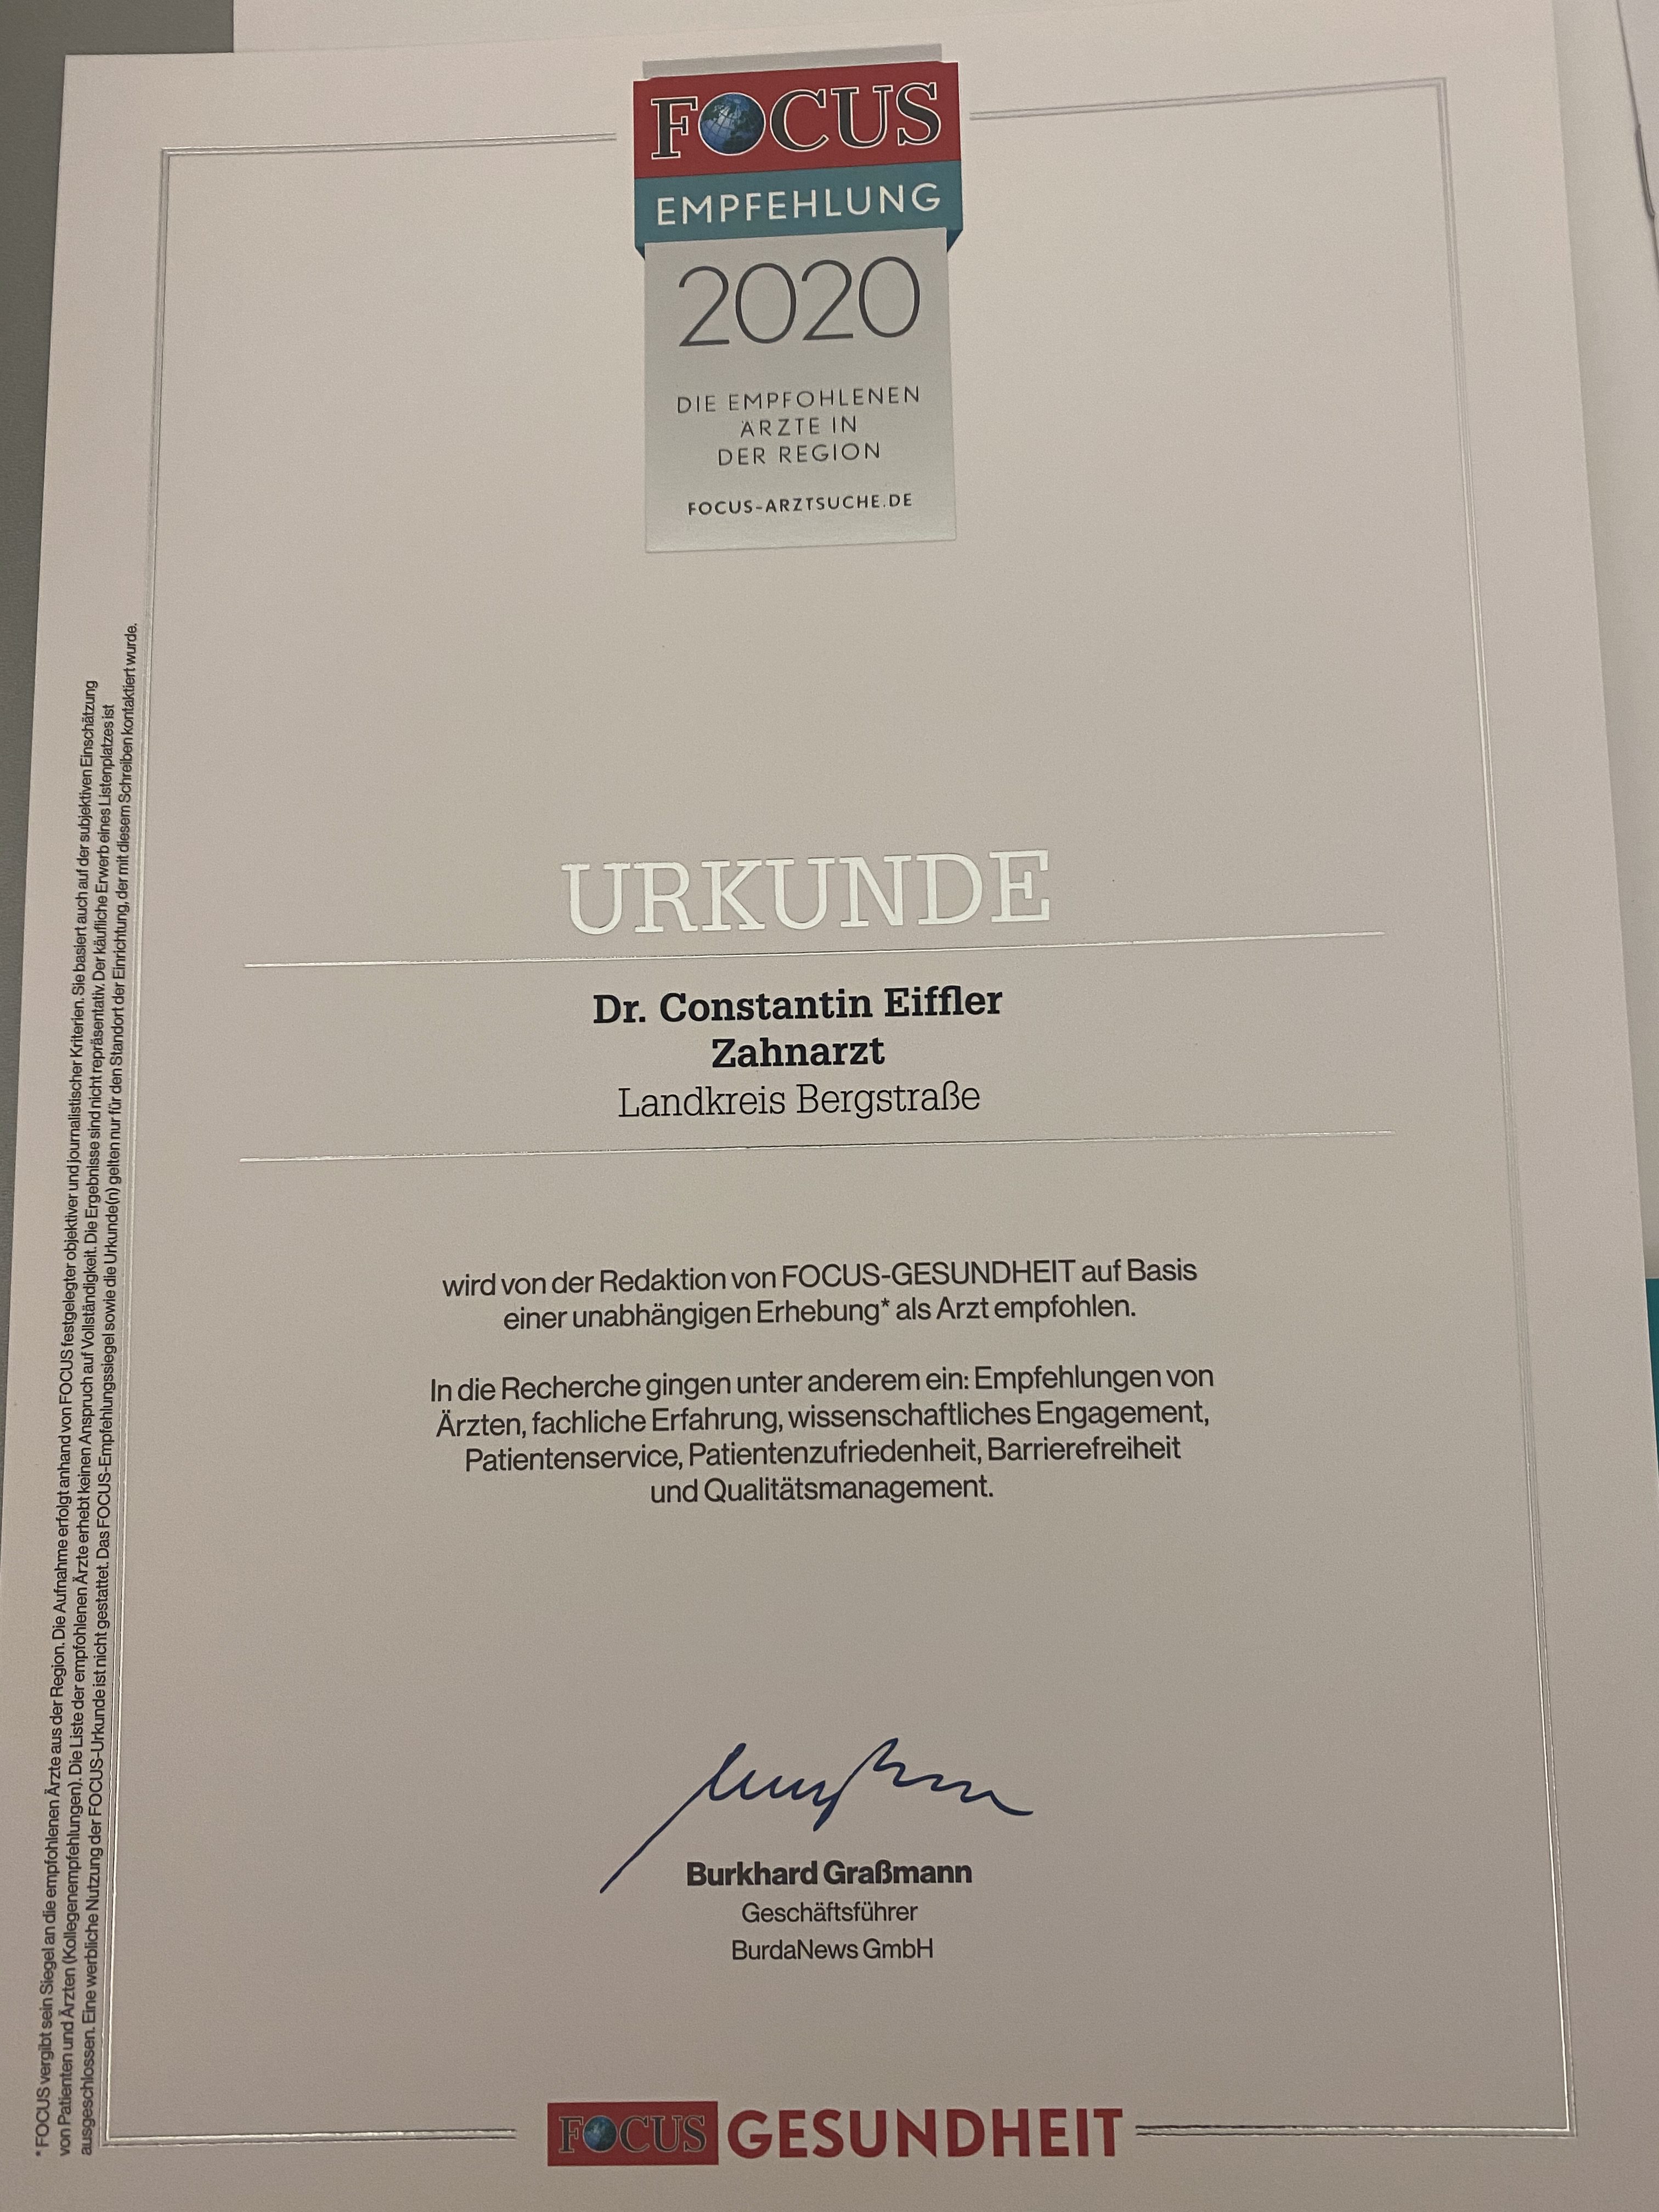 FOCUS
EMPFEHLUNG
2020
DIE EMPFOHLENEN
ÄRZTE IN
DER REGION
FOCUS-ARZTSUCHE.DE
URKUNDE
Dr. Constantin Eiffler
Zahnarzt
Landkreis Bergstraße
wird von der Redaktion von FOCUS-GESUNDHEIT auf Basis
einer unabhängigen Erhebung* als Arzt empfohlen.
In die Recherche gingen unter anderem ein: Empfehlungen von
Ärzten, fachliche Erfahrung, wissenschaftliches Engagement,
Patientenservice, Patientenzufriedenheit, Barrierefreiheit
und Qualitätsmanagement.
Burkhard Graßmann
Geschäftsführer
BurdaNews GmbH
FOCUS GESUNDHEIT
* FOCUS vergibt sein Siegel an die empfohlenen Ärzte aus der Region. Die Aufnahme erfolgt anhand von FOCUS festgelegter objektiver und journalistischer Kriterien. Sie basiert auch auf der subjektiven Einschätzung
von Patienten und Ärzten (Kollegenempfehlungen). Die Liste der empfohlenen Ärzte erhebt keinen Anspruch auf Vollständigkeit. Die Ergebnisse sind nicht repräsentativ. Der käufliche Erwerb eines Listenplatzes ist
ausgeschlossen. Eine werbliche Nutzung der FOCUS-Urkunde ist nicht gestattet. Das FOCUS-Empfehlungssiegel sowie die Urkunde(n) gelten nur für den Standort der Einrichtung, der mit diesem Schreiben kontaktiert wurde.